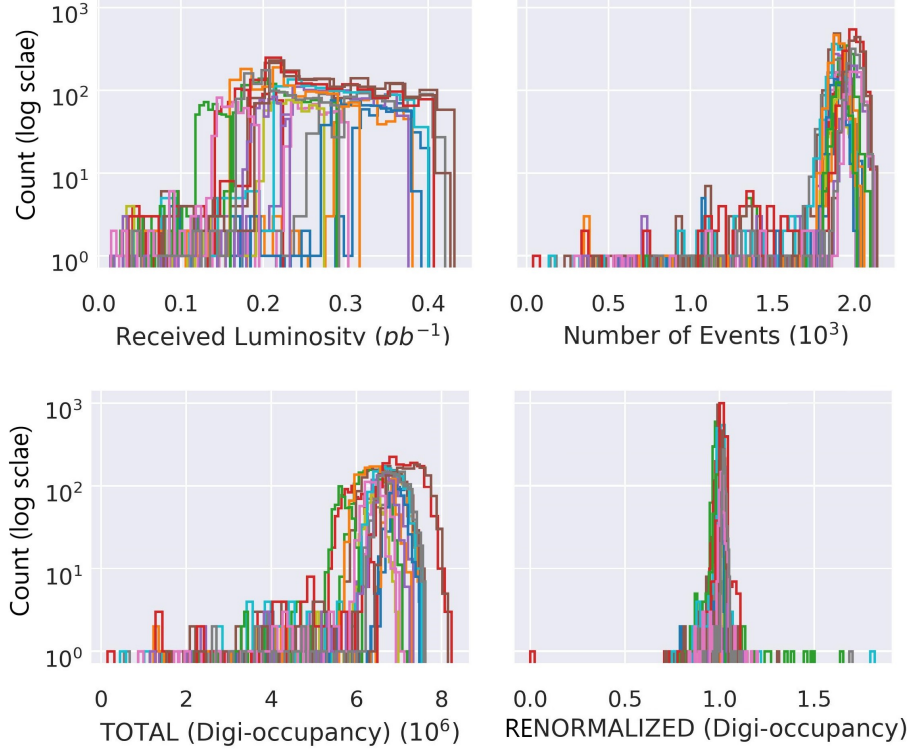 10³
10²
10¹
10⁰
Count (log sclae)
0.0 0.1 0.2 0.3 0.4
Received Luminosity (pb⁻¹)
0.5 1.0 1.5 2.0
Number of Events (10³)
10³
10²
10¹
10⁰
Count (log sclae)
0 2 4 6 8
TOTAL (Digi-occupancy) (10⁶)
0.0 0.5 1.0 1.5
RENORMALIZED (Digi-occupancy)